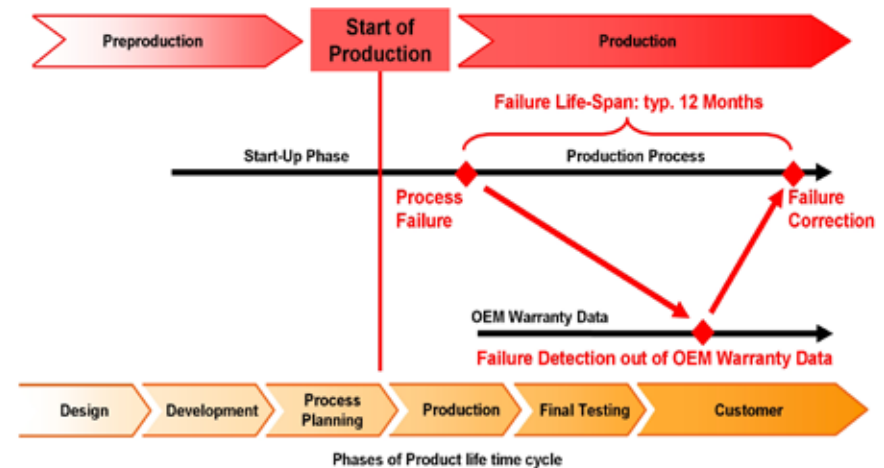 Preproduction
Start of
Production
Production
Failure Life-Span: typ. 12 Months
Start-Up Phase
Production Process
Process
Failure
Failure
Correction
OEM Warranty Data
Failure Detection out of OEM Warranty Data
Design
Development
Process
Planning
Production
Final Testing
Customer
Phases of Product life time cycle